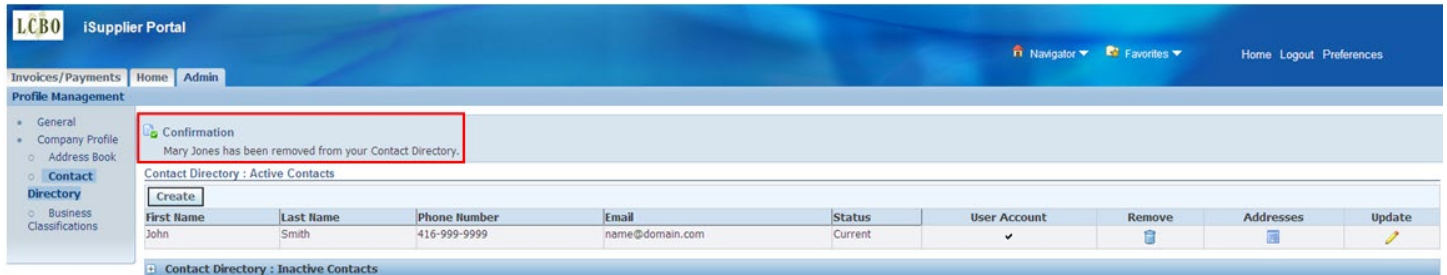 LCBO iSupplier Portal
Navigator Favorites Home Logout Preferences
Invoices/Payments Home Admin
Profile Management
General
Company Profile
Address Book
Contact
Directory
Business
Classifications
Confirmation
Mary Jones has been removed from your Contact Directory.
Contact Directory : Active Contacts
Create
First Name Last Name Phone Number Email Status User Account Remove Addresses Update
John Smith 416-999-9999 name@domain.com Current
Contact Directory : Inactive Contacts